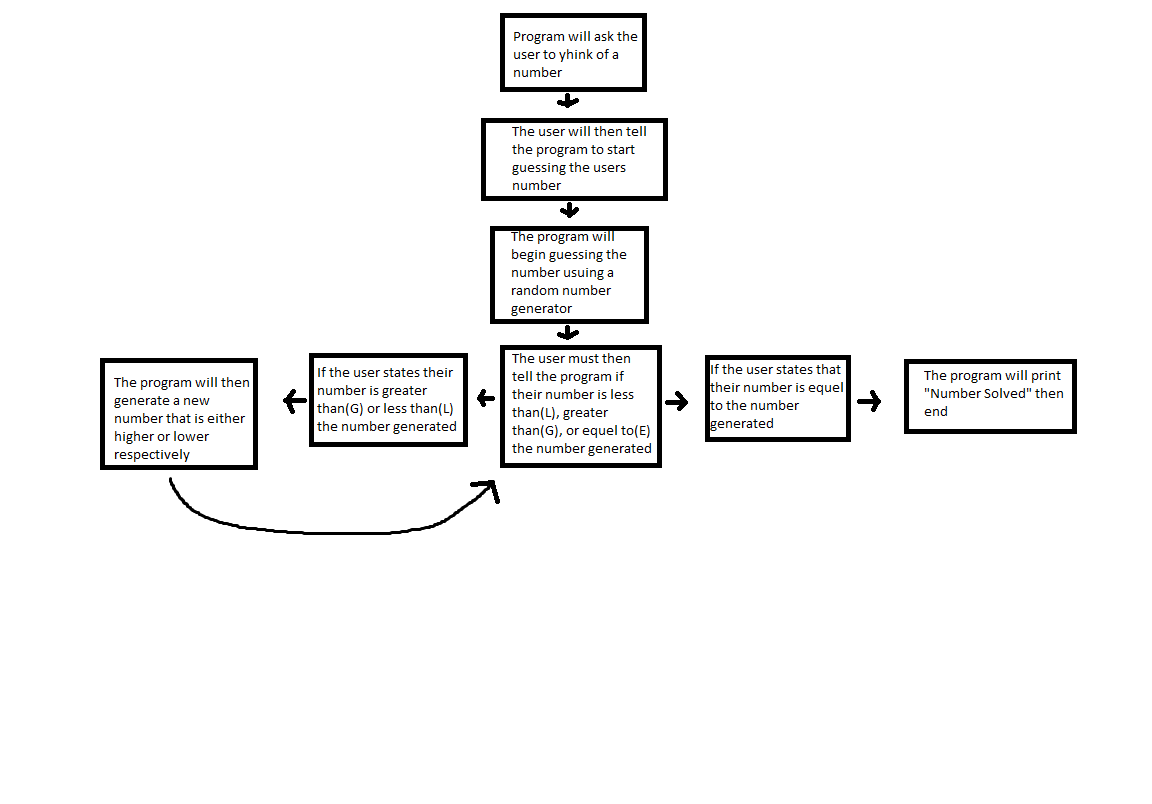 Program will ask the
user to yhink of a
number
The user will then tell
the program to start
guessing the users
number
The program will
begin guessing the
number usuing a
random number
generator
The user must then
tell the program if
their number is less
than(L), greater
than(G), or equel to(E)
the number generated
If the user states their
number is greater
than(G) or less than(L)
the number generated
The program will then
generate a new
number that is either
higher or lower
respectively
If the user states that
their number is equel
to the number
generated
The program will print
"Number Solved" then
end